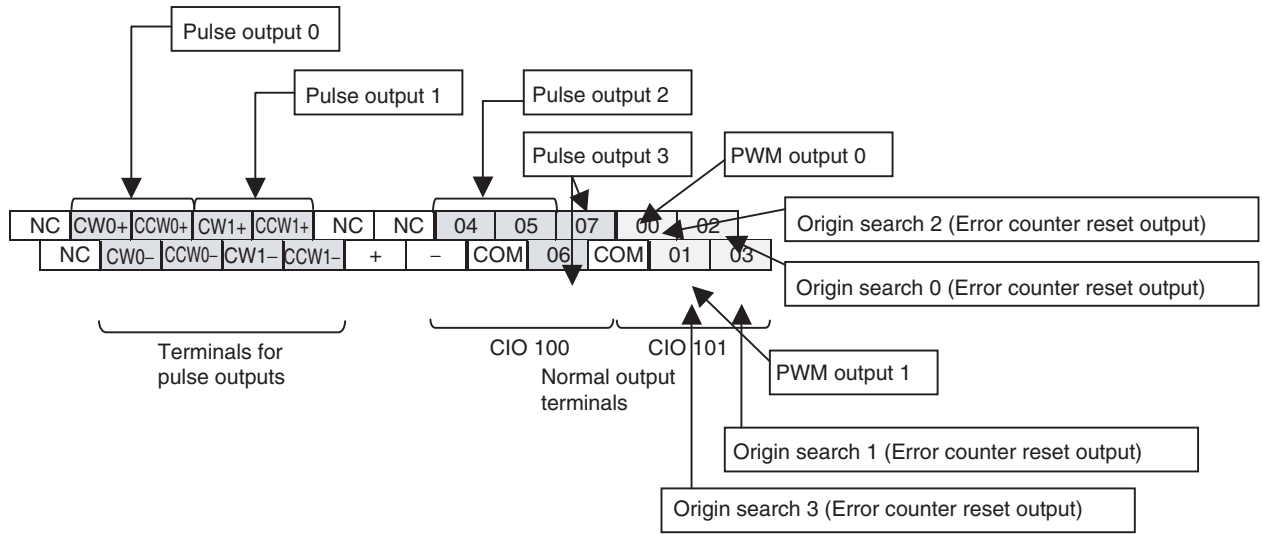 Pulse output 0
Pulse output 1
Pulse output 2
Pulse output 3
PWM output 0
NC CW0+ CCW0+ CW1+ CCW1+ NC NC 04 05 07 00 02
Origin search 2 (Error counter reset output)
NC CW0– CCW0– CW1– CCW1– + – COM 06 COM 01 03
Origin search 0 (Error counter reset output)
Terminals for
pulse outputs
CIO 100
CIO 101
Normal output
terminals
PWM output 1
Origin search 1 (Error counter reset output)
Origin search 3 (Error counter reset output)